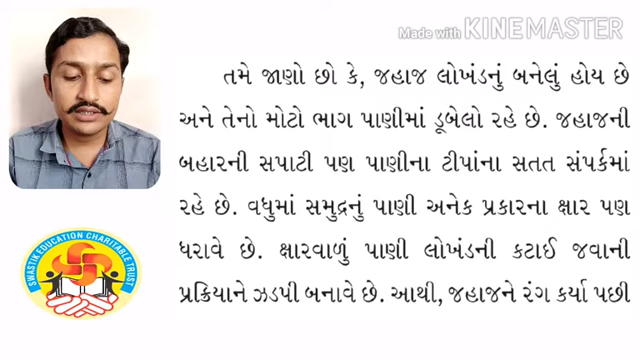 Made with KINEMASTER
તમે જાણો છો કે, જહાજ લોખંડનું બનેલું હોય છે
અને તેનો મોટો ભાગ પાણીમાં ડૂબેલો રહે છે. જહાજની
બહારની સપાટી પણ પાણીના ટીપાંના સતત સંપર્કમાં
રહે છે. વધુમાં સમુદ્રનું પાણી અનેક પ્રકારના ક્ષાર પણ
ધરાવે છે. ક્ષારવાળું પાણી લોખંડની કટાઈ જવાની
પ્રક્રિયાને ઝડપી બનાવે છે. આથી, જહાજને રંગ કર્યા પછી
SWASTIK EDUCATION CHARITABLE TRUST